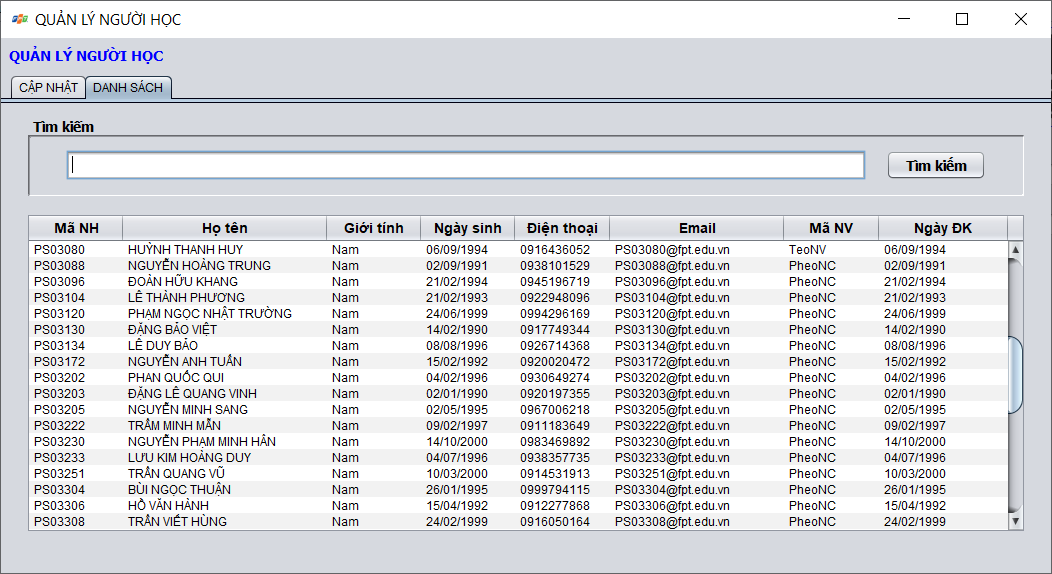 QUẢN LÝ NGƯỜI HỌC
QUẢN LÝ NGƯỜI HỌC
CẬP NHẬT DANH SÁCH
Tìm kiếm
Tìm kiếm
Mã NH Họ tên Giới tính Ngày sinh Điện thoại Email Mã NV Ngày ĐK
PS03080 HUỲNH THANH HUY Nam 06/09/1994 0916436052 PS03080@fpt.edu.vn TeoNV 06/09/1994
PS03088 NGUYỄN HOÀNG TRUNG Nam 02/09/1991 0938101529 PS03088@fpt.edu.vn PheoNC 02/09/1991
PS03096 ĐOÀN HỮU KHANG Nam 21/02/1994 0945196719 PS03096@fpt.edu.vn PheoNC 21/02/1994
PS03104 LÊ THÀNH PHƯƠNG Nam 21/02/1993 0922948096 PS03104@fpt.edu.vn PheoNC 21/02/1993
PS03120 PHẠM NGỌC NHẬT TRƯỜNG Nam 24/06/1999 0994296169 PS03120@fpt.edu.vn PheoNC 24/06/1999
PS03130 ĐẶNG BẢO VIỆT Nam 14/02/1990 0917749344 PS03130@fpt.edu.vn PheoNC 14/02/1990
PS03134 LÊ DUY BẢO Nam 08/08/1996 0926714368 PS03134@fpt.edu.vn PheoNC 08/08/1996
PS03172 NGUYỄN ANH TUẤN Nam 15/02/1992 0920020472 PS03172@fpt.edu.vn PheoNC 15/02/1992
PS03202 PHAN QUỐC QUI Nam 04/02/1996 0930649274 PS03202@fpt.edu.vn PheoNC 04/02/1996
PS03203 ĐẶNG LÊ QUANG VINH Nam 02/01/1990 0920197355 PS03203@fpt.edu.vn PheoNC 02/01/1990
PS03205 NGUYỄN MINH SANG Nam 02/05/1995 0967006218 PS03205@fpt.edu.vn PheoNC 02/05/1995
PS03222 TRẦM MINH MẪN Nam 09/02/1997 0911183649 PS03222@fpt.edu.vn PheoNC 09/02/1997
PS03230 NGUYỄN PHẠM MINH HÂN Nam 14/10/2000 0983469892 PS03230@fpt.edu.vn PheoNC 14/10/2000
PS03233 LƯU KIM HOÀNG DUY Nam 04/07/1996 0938357735 PS03233@fpt.edu.vn PheoNC 04/07/1996
PS03251 TRẦN QUANG VŨ Nam 10/03/2000 0914531913 PS03251@fpt.edu.vn PheoNC 10/03/2000
PS03304 BÙI NGỌC THUẬN Nam 26/01/1995 0999794115 PS03304@fpt.edu.vn PheoNC 26/01/1995
PS03306 HỒ VĂN HÀNH Nam 15/04/1992 0912277868 PS03306@fpt.edu.vn PheoNC 15/04/1992
PS03308 TRẦN VIẾT HÙNG Nam 24/02/1999 0916050164 PS03308@fpt.edu.vn PheoNC 24/02/1999